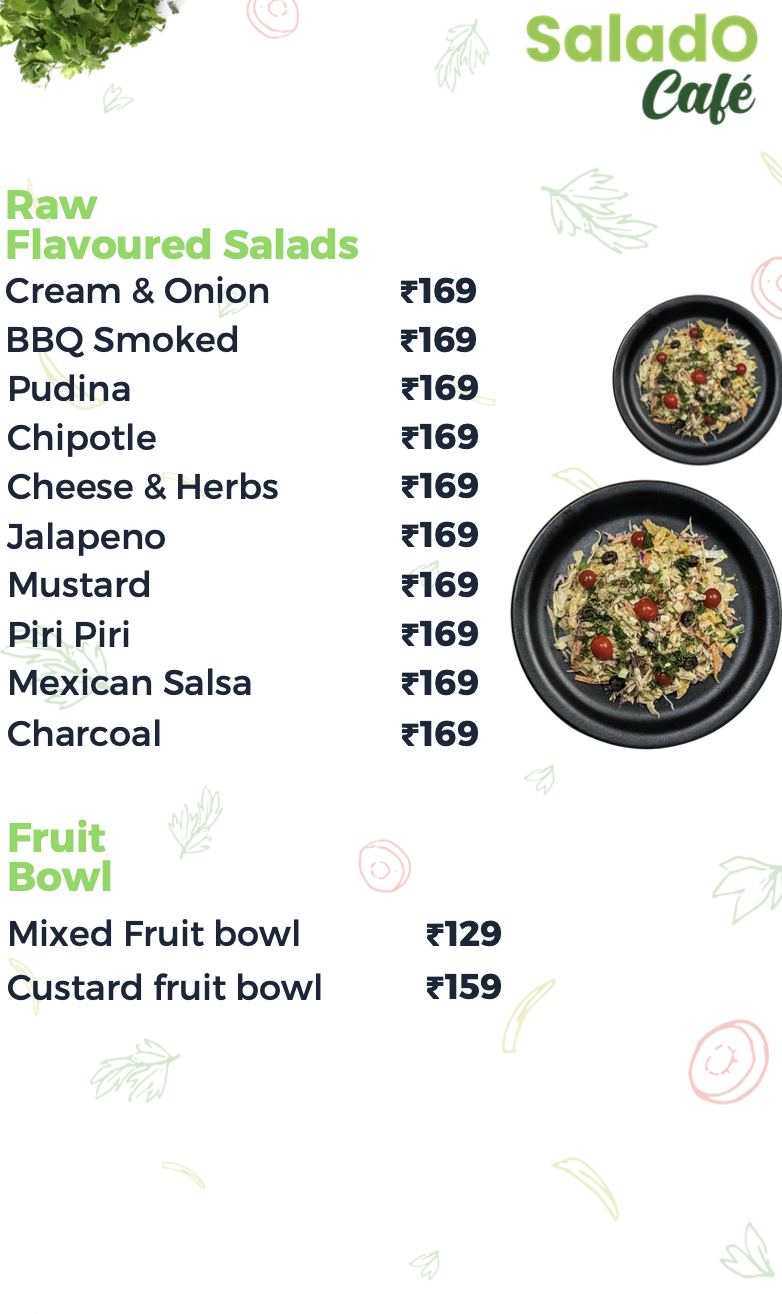 SaladO
Café
Raw
Flavoured Salads
Cream & Onion ₹169
BBQ Smoked ₹169
Pudina ₹169
Chipotle ₹169
Cheese & Herbs ₹169
Jalapeno ₹169
Mustard ₹169
Piri Piri ₹169
Mexican Salsa ₹169
Charcoal ₹169
Fruit
Bowl
Mixed Fruit bowl ₹129
Custard fruit bowl ₹159